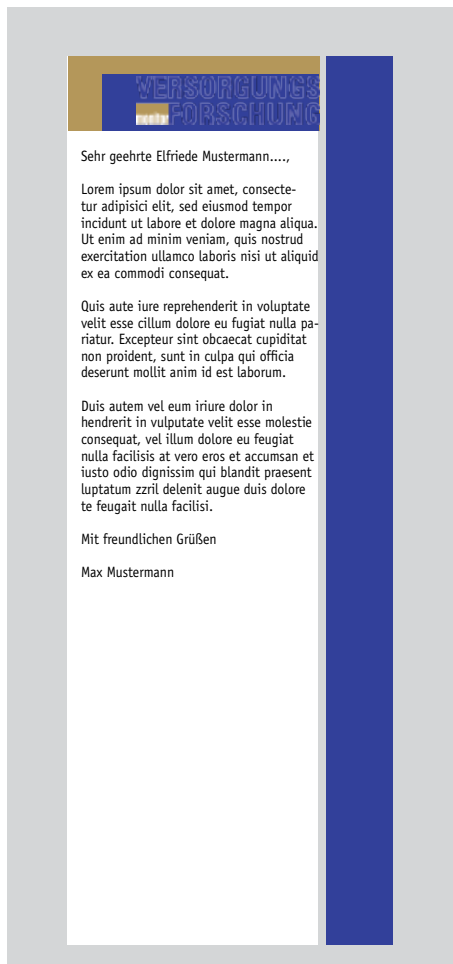 VERSORGUNGS
FORSCHUNG
Sehr geehrte Elfriede Mustermann....,
Lorem ipsum dolor sit amet, consecte-
tur adipisici elit, sed eiusmod tempor
incidunt ut labore et dolore magna aliqua.
Ut enim ad minim veniam, quis nostrud
exercitation ullamco laboris nisi ut aliquid
ex ea commodi consequat.
Quis aute iure reprehenderit in voluptate
velit esse cillum dolore eu fugiat nulla pa-
riatur. Excepteur sint obcaecat cupiditat
non proident, sunt in culpa qui officia
deserunt mollit anim id est laborum.
Duis autem vel eum iriure dolor in
hendrerit in vulputate velit esse molestie
consequat, vel illum dolore eu feugiat
nulla facilisis at vero eros et accumsan et
iusto odio dignissim qui blandit praesent
luptatum zzril delenit augue duis dolore
te feugait nulla facilisi.
Mit freundlichen Grüßen
Max Mustermann